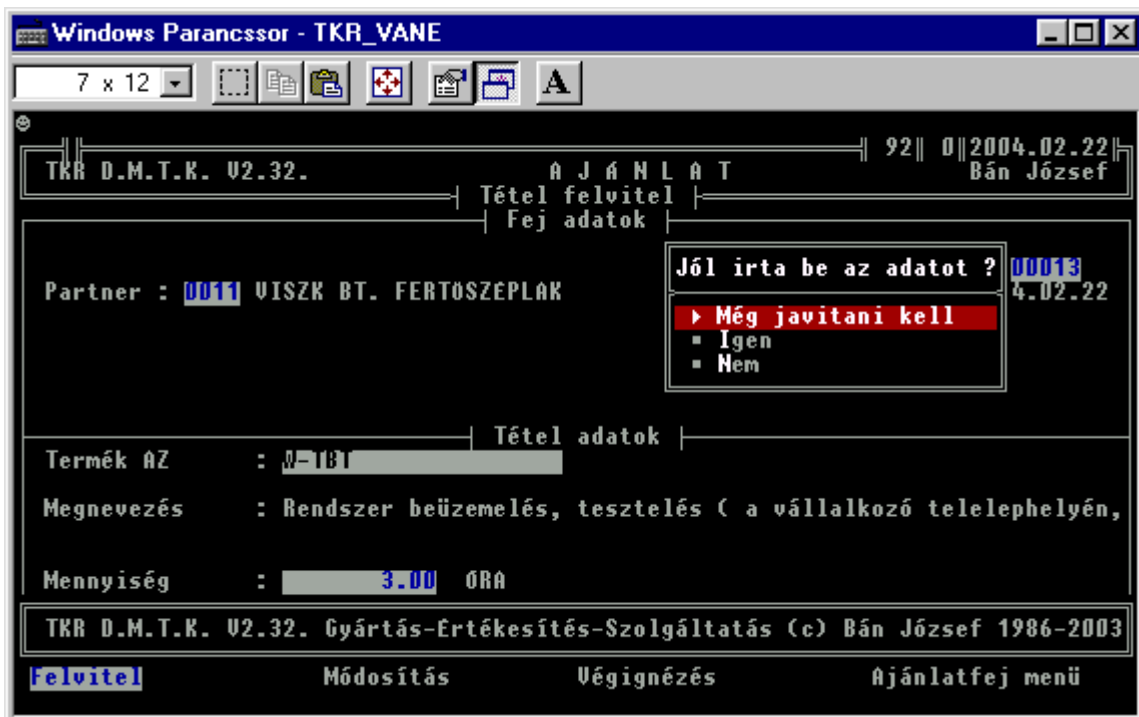 Windows Parancssor - TKR_VANE
7 x 12
A
92 0 2004.02.22
TKR D.M.T.K. V2.32. A J Á N L A T Bán József
Tétel felvitel
Fej adatok
Jól irta be az adatot ? 00013
Partner : 0011 VISZK BT. FERTŐSZÉPLAK 4.02.22
Még javitani kell
Igen
Nem
Tétel adatok
Termék AZ : W-TBT
Megnevezés : Rendszer beüzemelés, tesztelés ( a vállalkozó telelephelyén,
Mennyiség : 3.00 ÓRA
TKR D.M.T.K. V2.32. Gyártás-Értékesítés-Szolgáltatás (c) Bán József 1986-2003
Felvitel Módosítás Végignézés Ajánlatfej menü